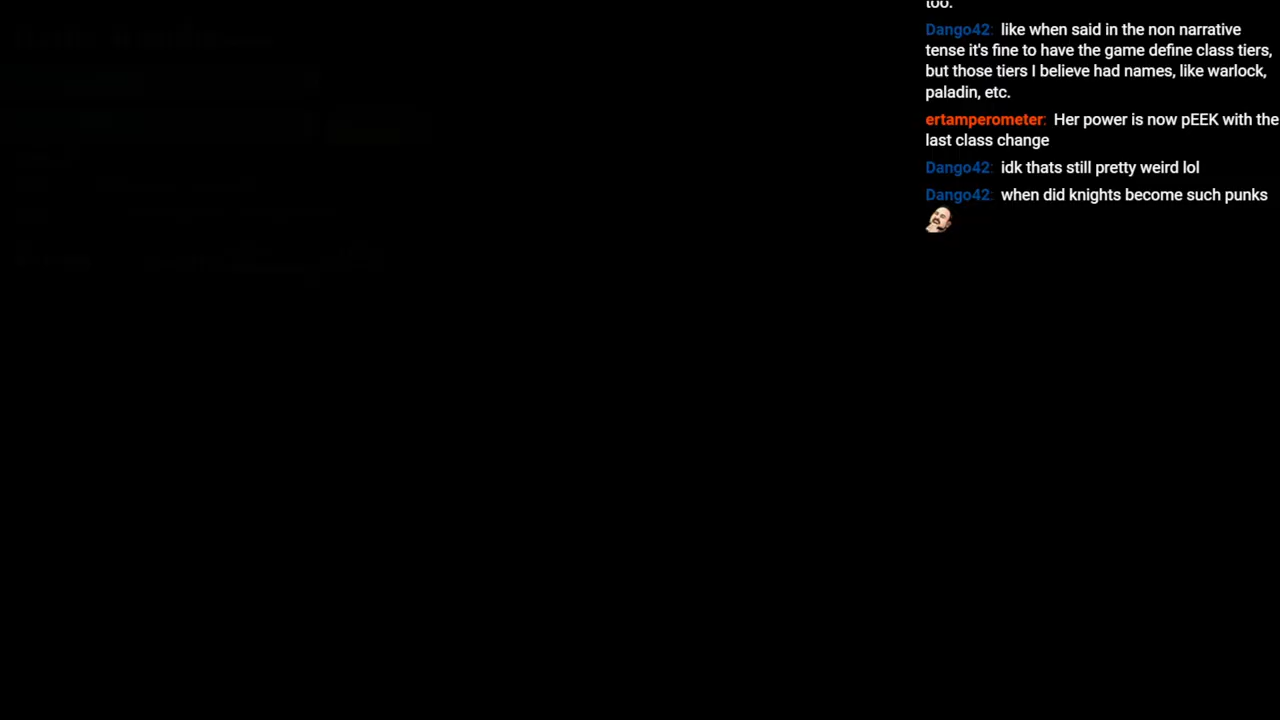 too.
Dango42: like when said in the non narrative
tense it's fine to have the game define class tiers,
but those tiers I believe had names, like warlock,
paladin, etc.
ertamperometer: Her power is now pEEK with the
last class change
Dango42: idk thats still pretty weird lol
Dango42: when did knights become such punks